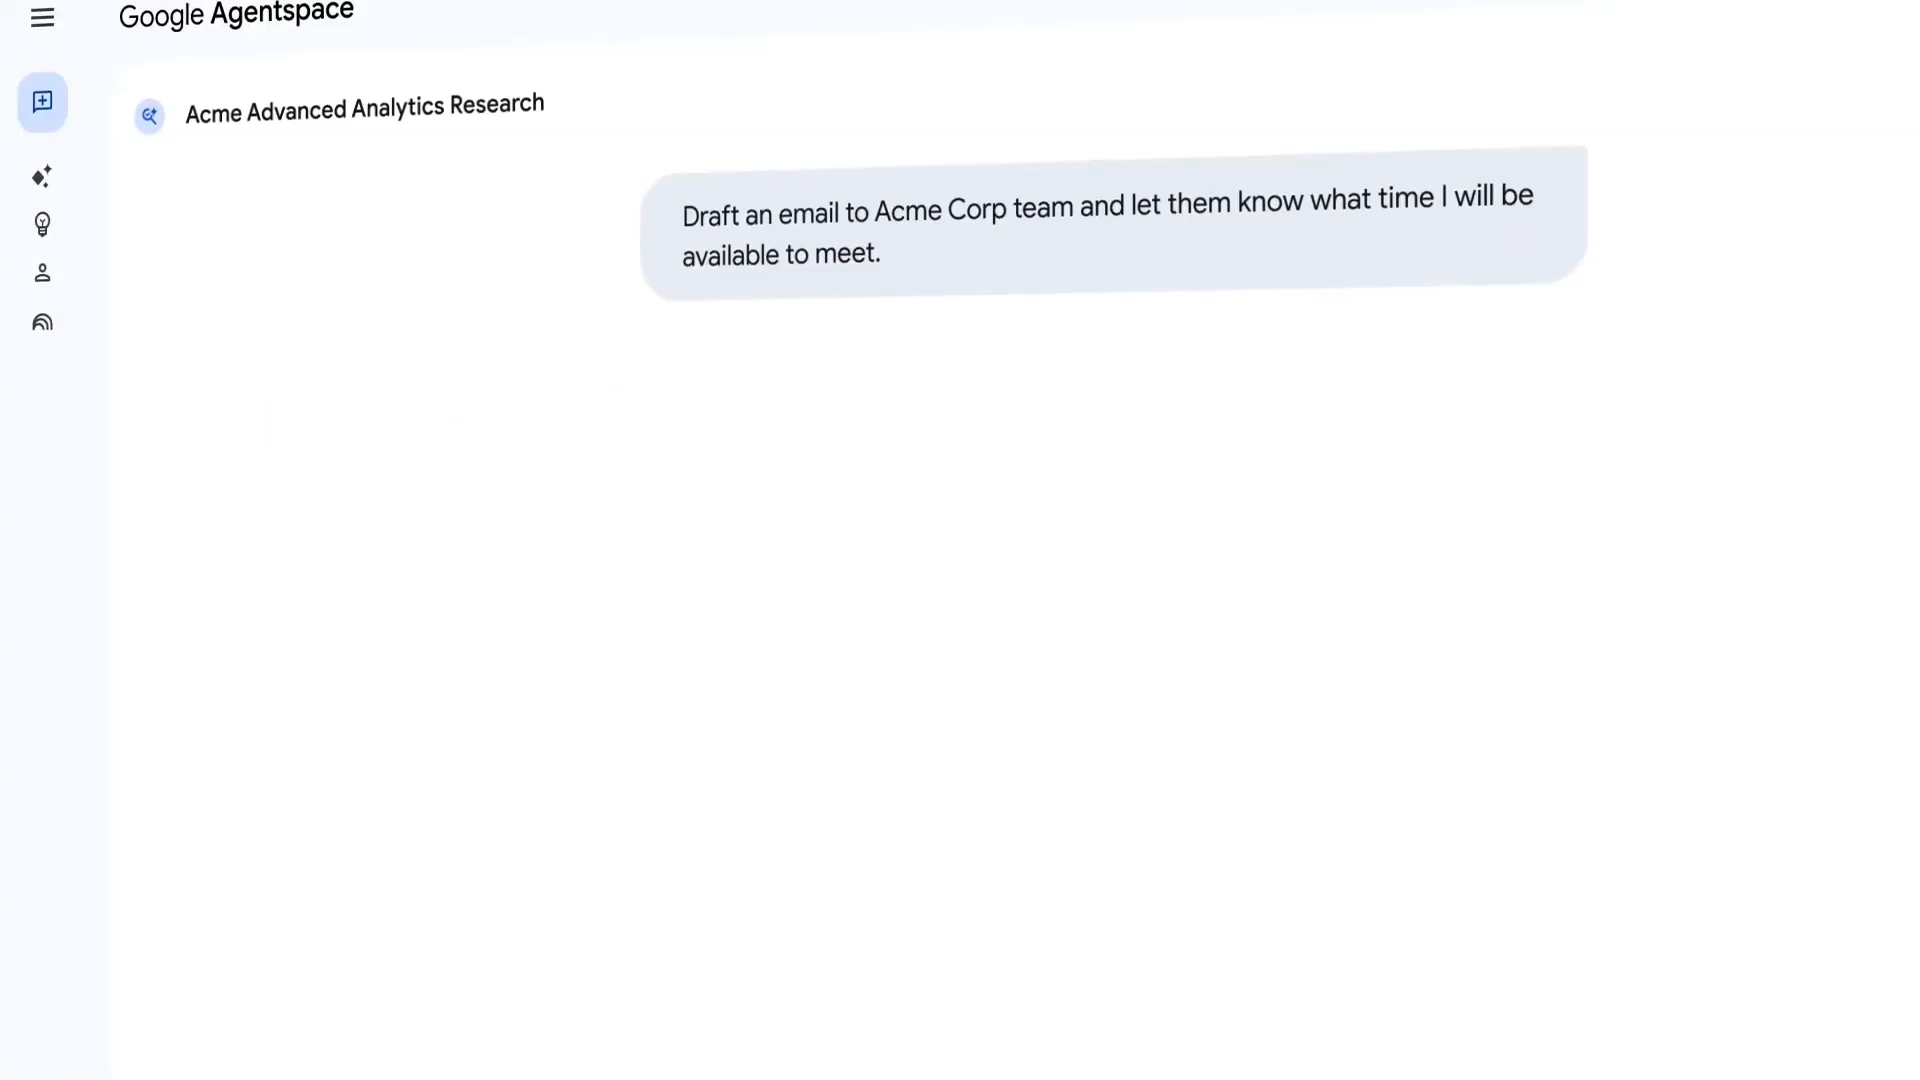 Google Agentspace
Acme Advanced Analytics Research
Draft an email to Acme Corp team and let them know what time I will be
available to meet.